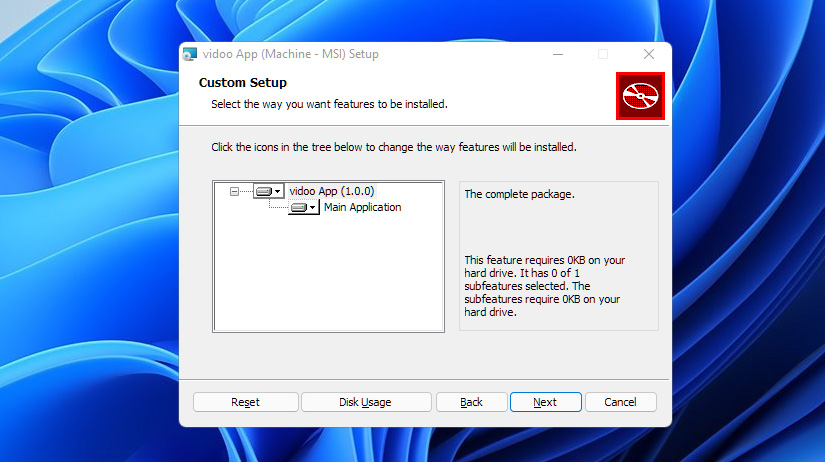 vidoo App (Machine - MSI) Setup
Custom Setup
Select the way you want features to be installed.
Click the icons in the tree below to change the way features will be installed.
vidoo App (1.0.0)
Main Application
The complete package.
This feature requires 0KB on your
hard drive. It has 0 of 1
subfeatures selected. The
subfeatures require 0KB on your
hard drive.
Reset
Disk Usage
Back
Next
Cancel